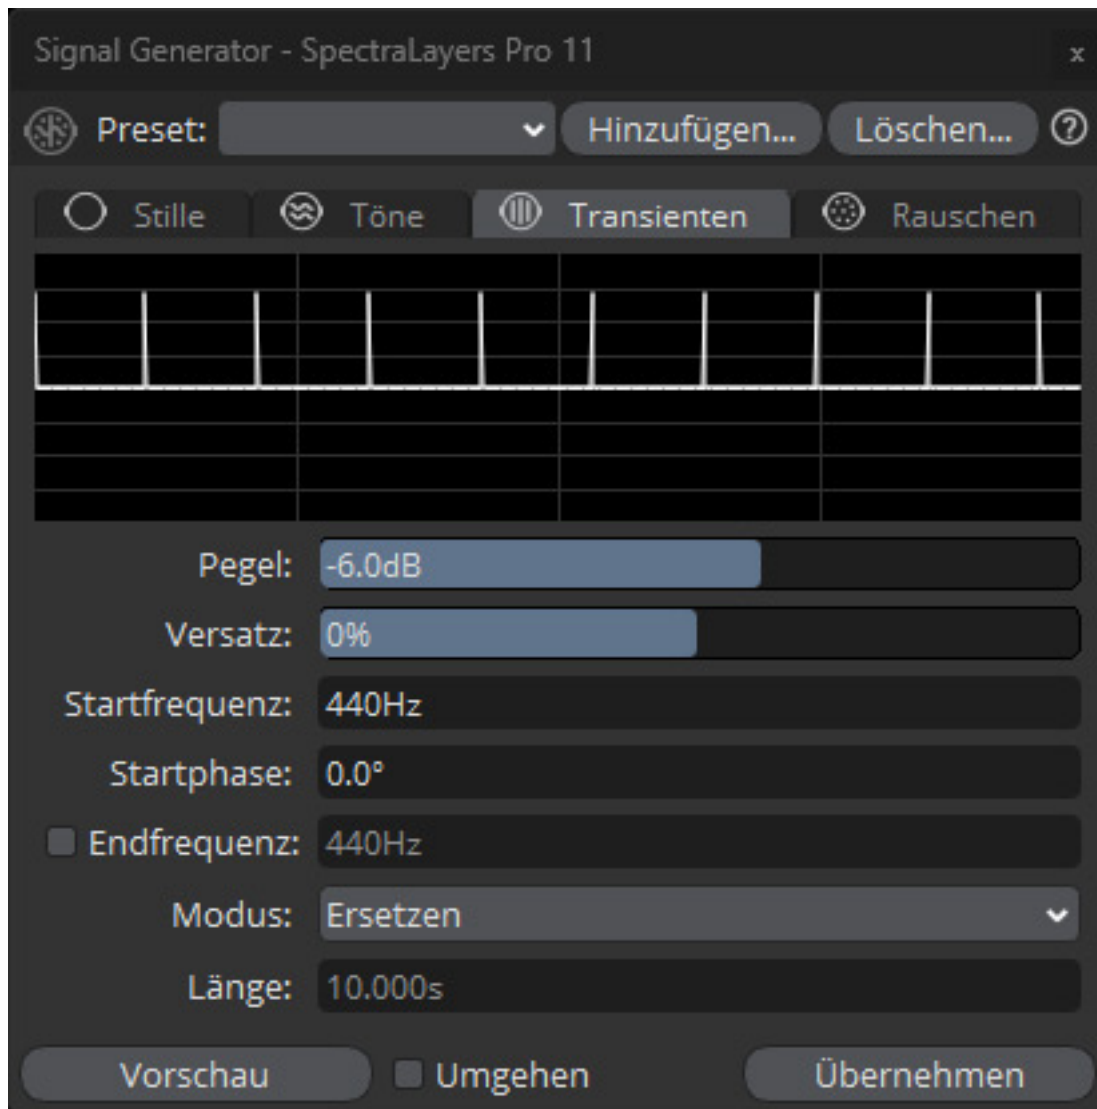 Signal Generator - SpectraLayers Pro 11 x
Preset: Hinzufügen... Löschen... ?
Stille Töne Transienten Rauschen
Pegel: -6.0dB
Versatz: 0%
Startfrequenz: 440Hz
Startphase: 0.0°
Endfrequenz: 440Hz
Modus: Ersetzen
Länge: 10.000s
Vorschau Umgehen Übernehmen